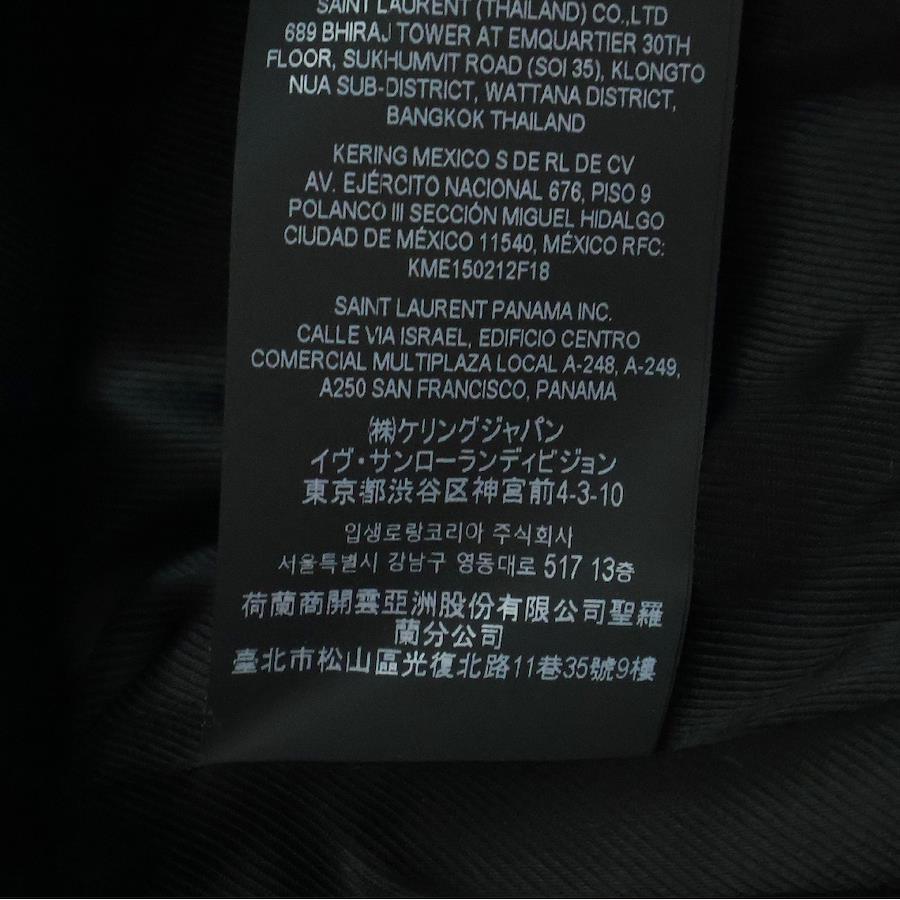 SAINT LAURENT (THAILAND) CO.,LTD
689 BHIRAJ TOWER AT EMQUARTIER 30TH
FLOOR, SUKHUMVIT ROAD (SOI 35), KLONGTO
NUA SUB-DISTRICT, WATTANA DISTRICT,
BANGKOK THAILAND
KERING MEXICO S DE RL DE CV
AV. EJÉRCITO NACIONAL 676, PISO 9
POLANCO III SECCIÓN MIGUEL HIDALGO
CIUDAD DE MÉXICO 11540, MÉXICO RFC:
KME150212F18
SAINT LAURENT PANAMA INC.
CALLE VIA ISRAEL, EDIFICIO CENTRO
COMERCIAL MULTIPLAZA LOCAL A-248, A-249,
A250 SAN FRANCISCO, PANAMA
㈱ケリングジャパン
イヴ・サンローランディビジョン
東京都渋谷区神宮前4-3-10
입생로랑코리아 주식회사
서울특별시 강남구 영동대로 517 13층
荷蘭商開雲亞洲股份有限公司聖羅
蘭分公司
臺北市松山區光復北路11巷35號9樓